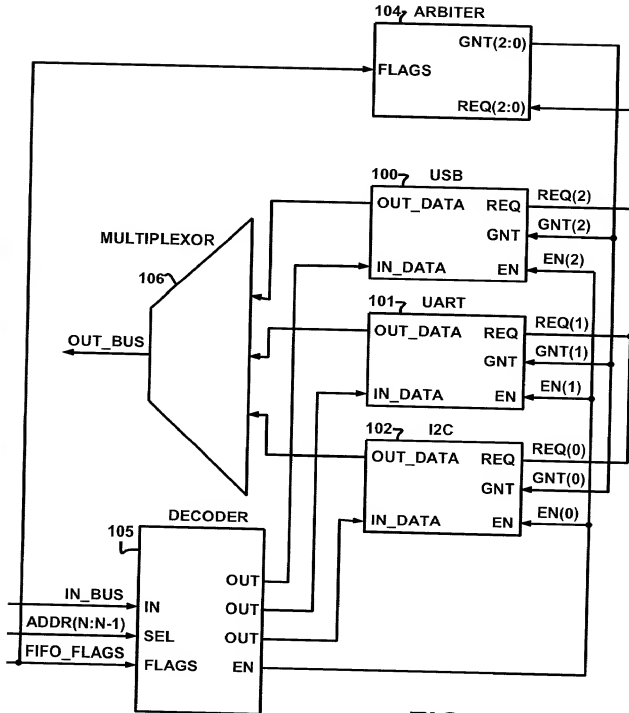 104 ARBITER
GNT(2:0)
FLAGS
REQ(2:0)
100 USB
OUT_DATA REQ REQ(2)
GNT GNT(2)
IN_DATA EN EN(2)
MULTIPLEXOR
106
OUT_BUS
101 UART
OUT_DATA REQ REQ(1)
GNT GNT(1)
IN_DATA EN EN(1)
102 I2C
OUT_DATA REQ REQ(0)
GNT GNT(0)
IN_DATA EN EN(0)
DECODER
105
OUT
IN_BUS IN OUT
ADDR(N:N-1) SEL OUT
FIFO_FLAGS FLAGS EN